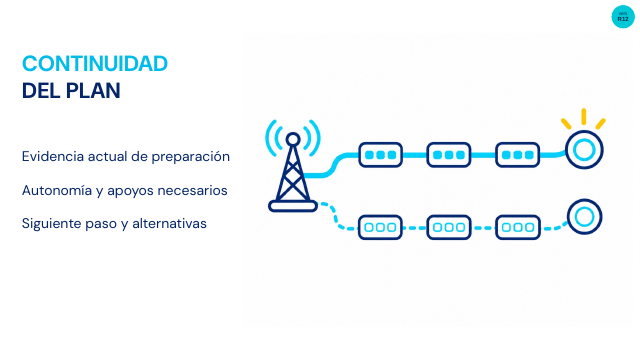 CONTINUIDAD
DEL PLAN
Evidencia actual de preparación
Autonomía y apoyos necesarios
Siguiente paso y alternativas
R12